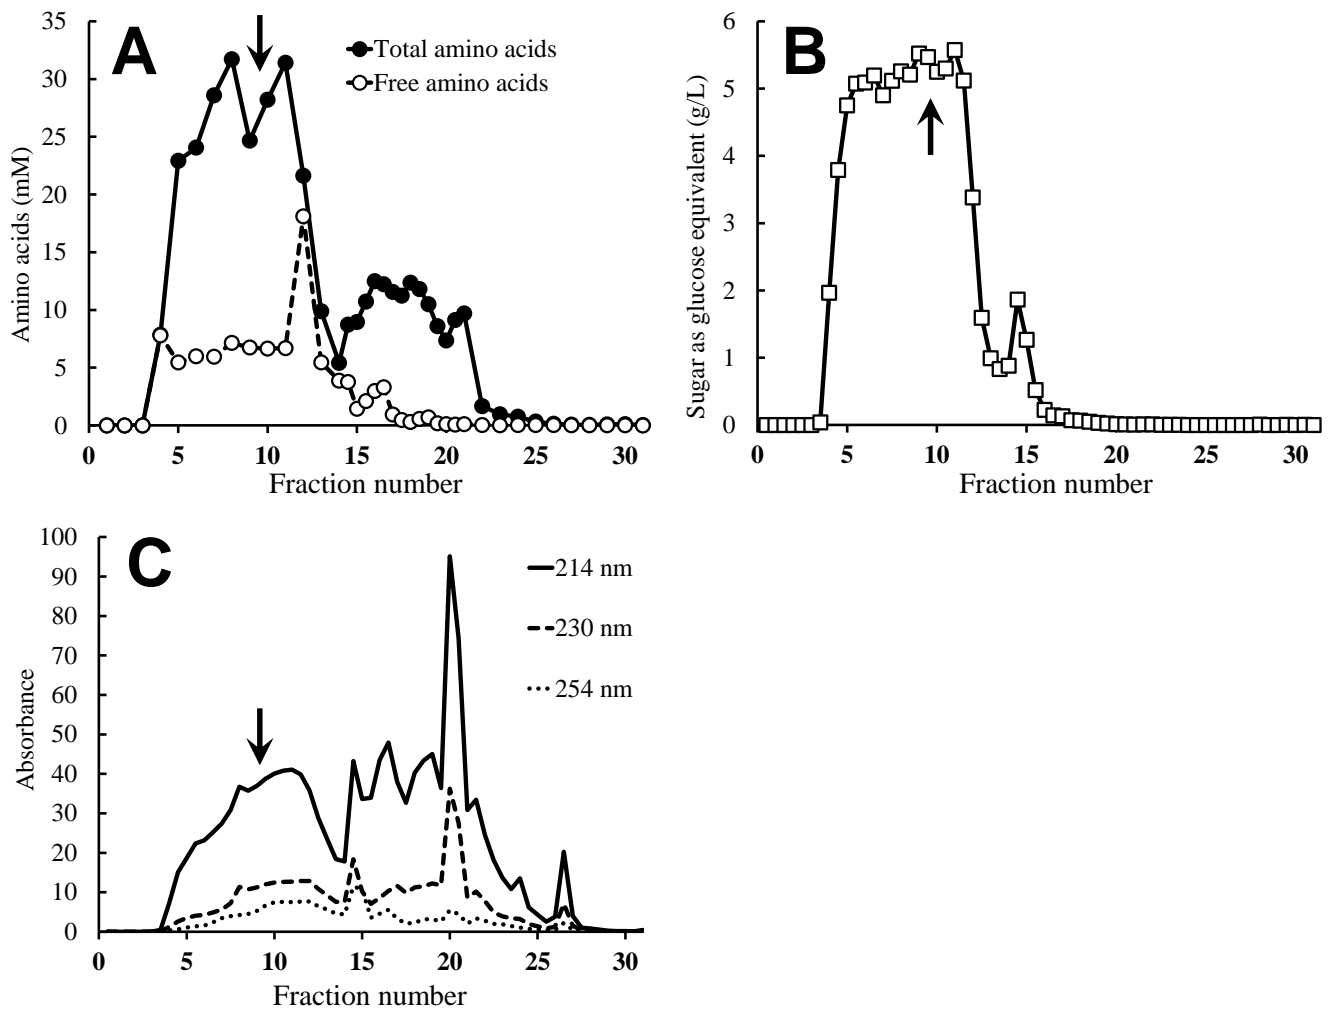 A
Total amino acids
Free amino acids
Amino acids (mM)
35
30
25
20
15
10
5
0
0 5 10 15 20 25 30
Fraction number
B
Sugar as glucose equivalent (g/L)
6
5
4
3
2
1
0
0 5 10 15 20 25 30
Fraction number
C
214 nm
230 nm
254 nm
Absorbance
100
90
80
70
60
50
40
30
20
10
0
0 5 10 15 20 25 30
Fraction number